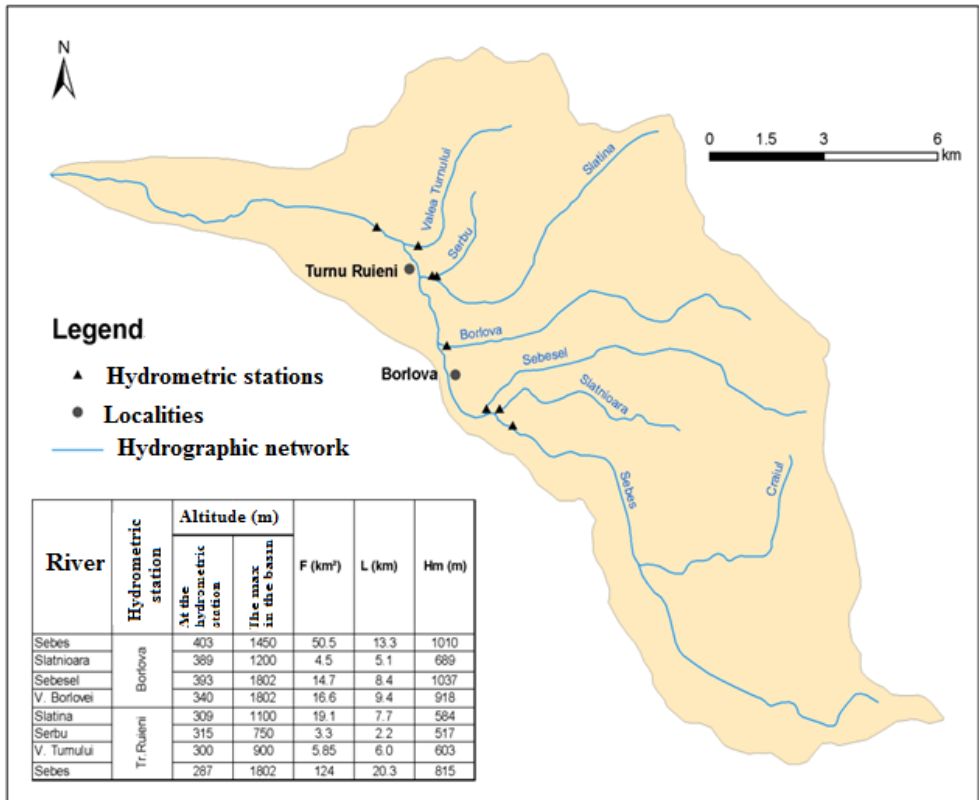 N
0 1.5 3 6
km
Valea Turnului
Slatina
Serbu
Turnu Ruieni
Borlova
Sebesel
Borlova
Slatnioara
Sebes
Craiul
Legend
Hydrometric stations
Localities
Hydrographic network
River Hydrometric station Altitude (m) F (km²) L (km) Hm (m)
At the hydrometric station The max in the basin
Borlova
Sebes 403 1450 50.5 13.3 1010
Slatnioara 389 1200 4.5 5.1 689
Sebesel 393 1802 14.7 8.4 1037
V. Borlovei 340 1802 16.6 9.4 918
Tr.Ruieni
Slatina 309 1100 19.1 7.7 584
Serbu 315 750 3.3 2.2 517
V. Turnului 300 900 5.85 6.0 603
Sebes 287 1802 124 20.3 815